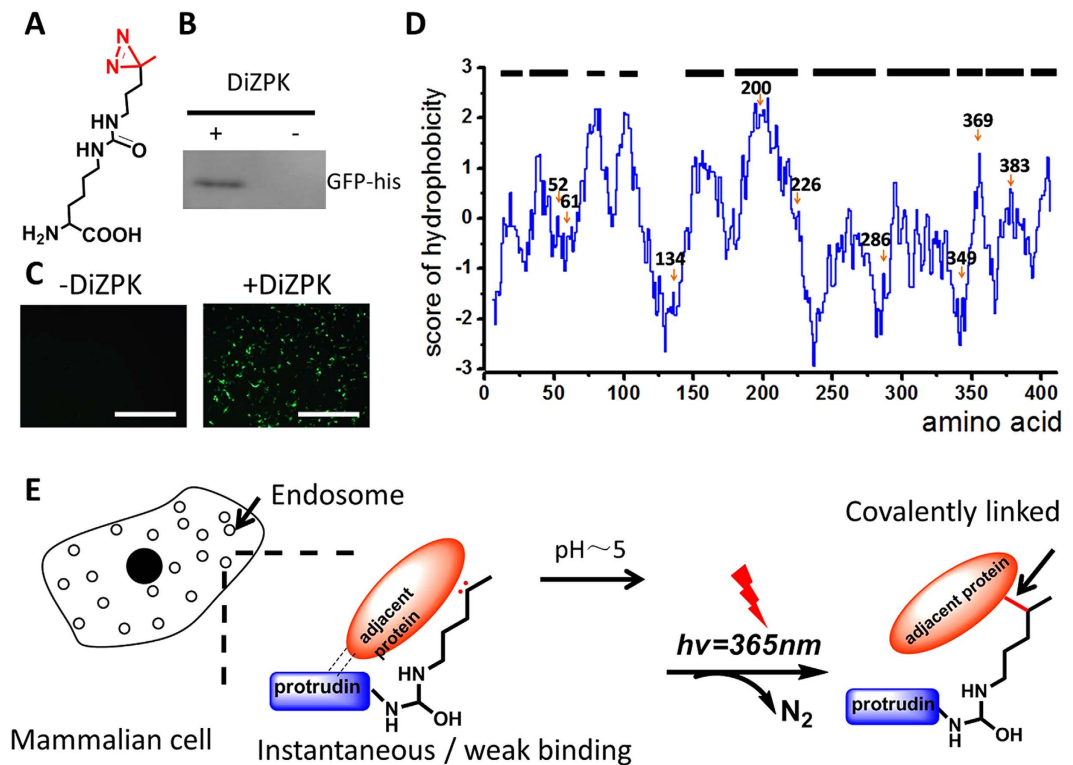 A
N
N
HN
N
H
O
H₂N
COOH
B
DiZPK
+ -
GFP-his
C
-DiZPK
+DiZPK
D
score of hydrophobicity
3
2
1
0
-1
-2
-3
52
61
134
200
226
286
349
369
383
0 50 100 150 200 250 300 350 400
amino acid
E
Endosome
Mammalian cell
adjacent
protein
protrudin
HN
N
H
OH
Instantaneous / weak binding
pH～5
hv=365nm
N₂
Covalently linked
adjacent protein
protrudin
HN
N
H
OH